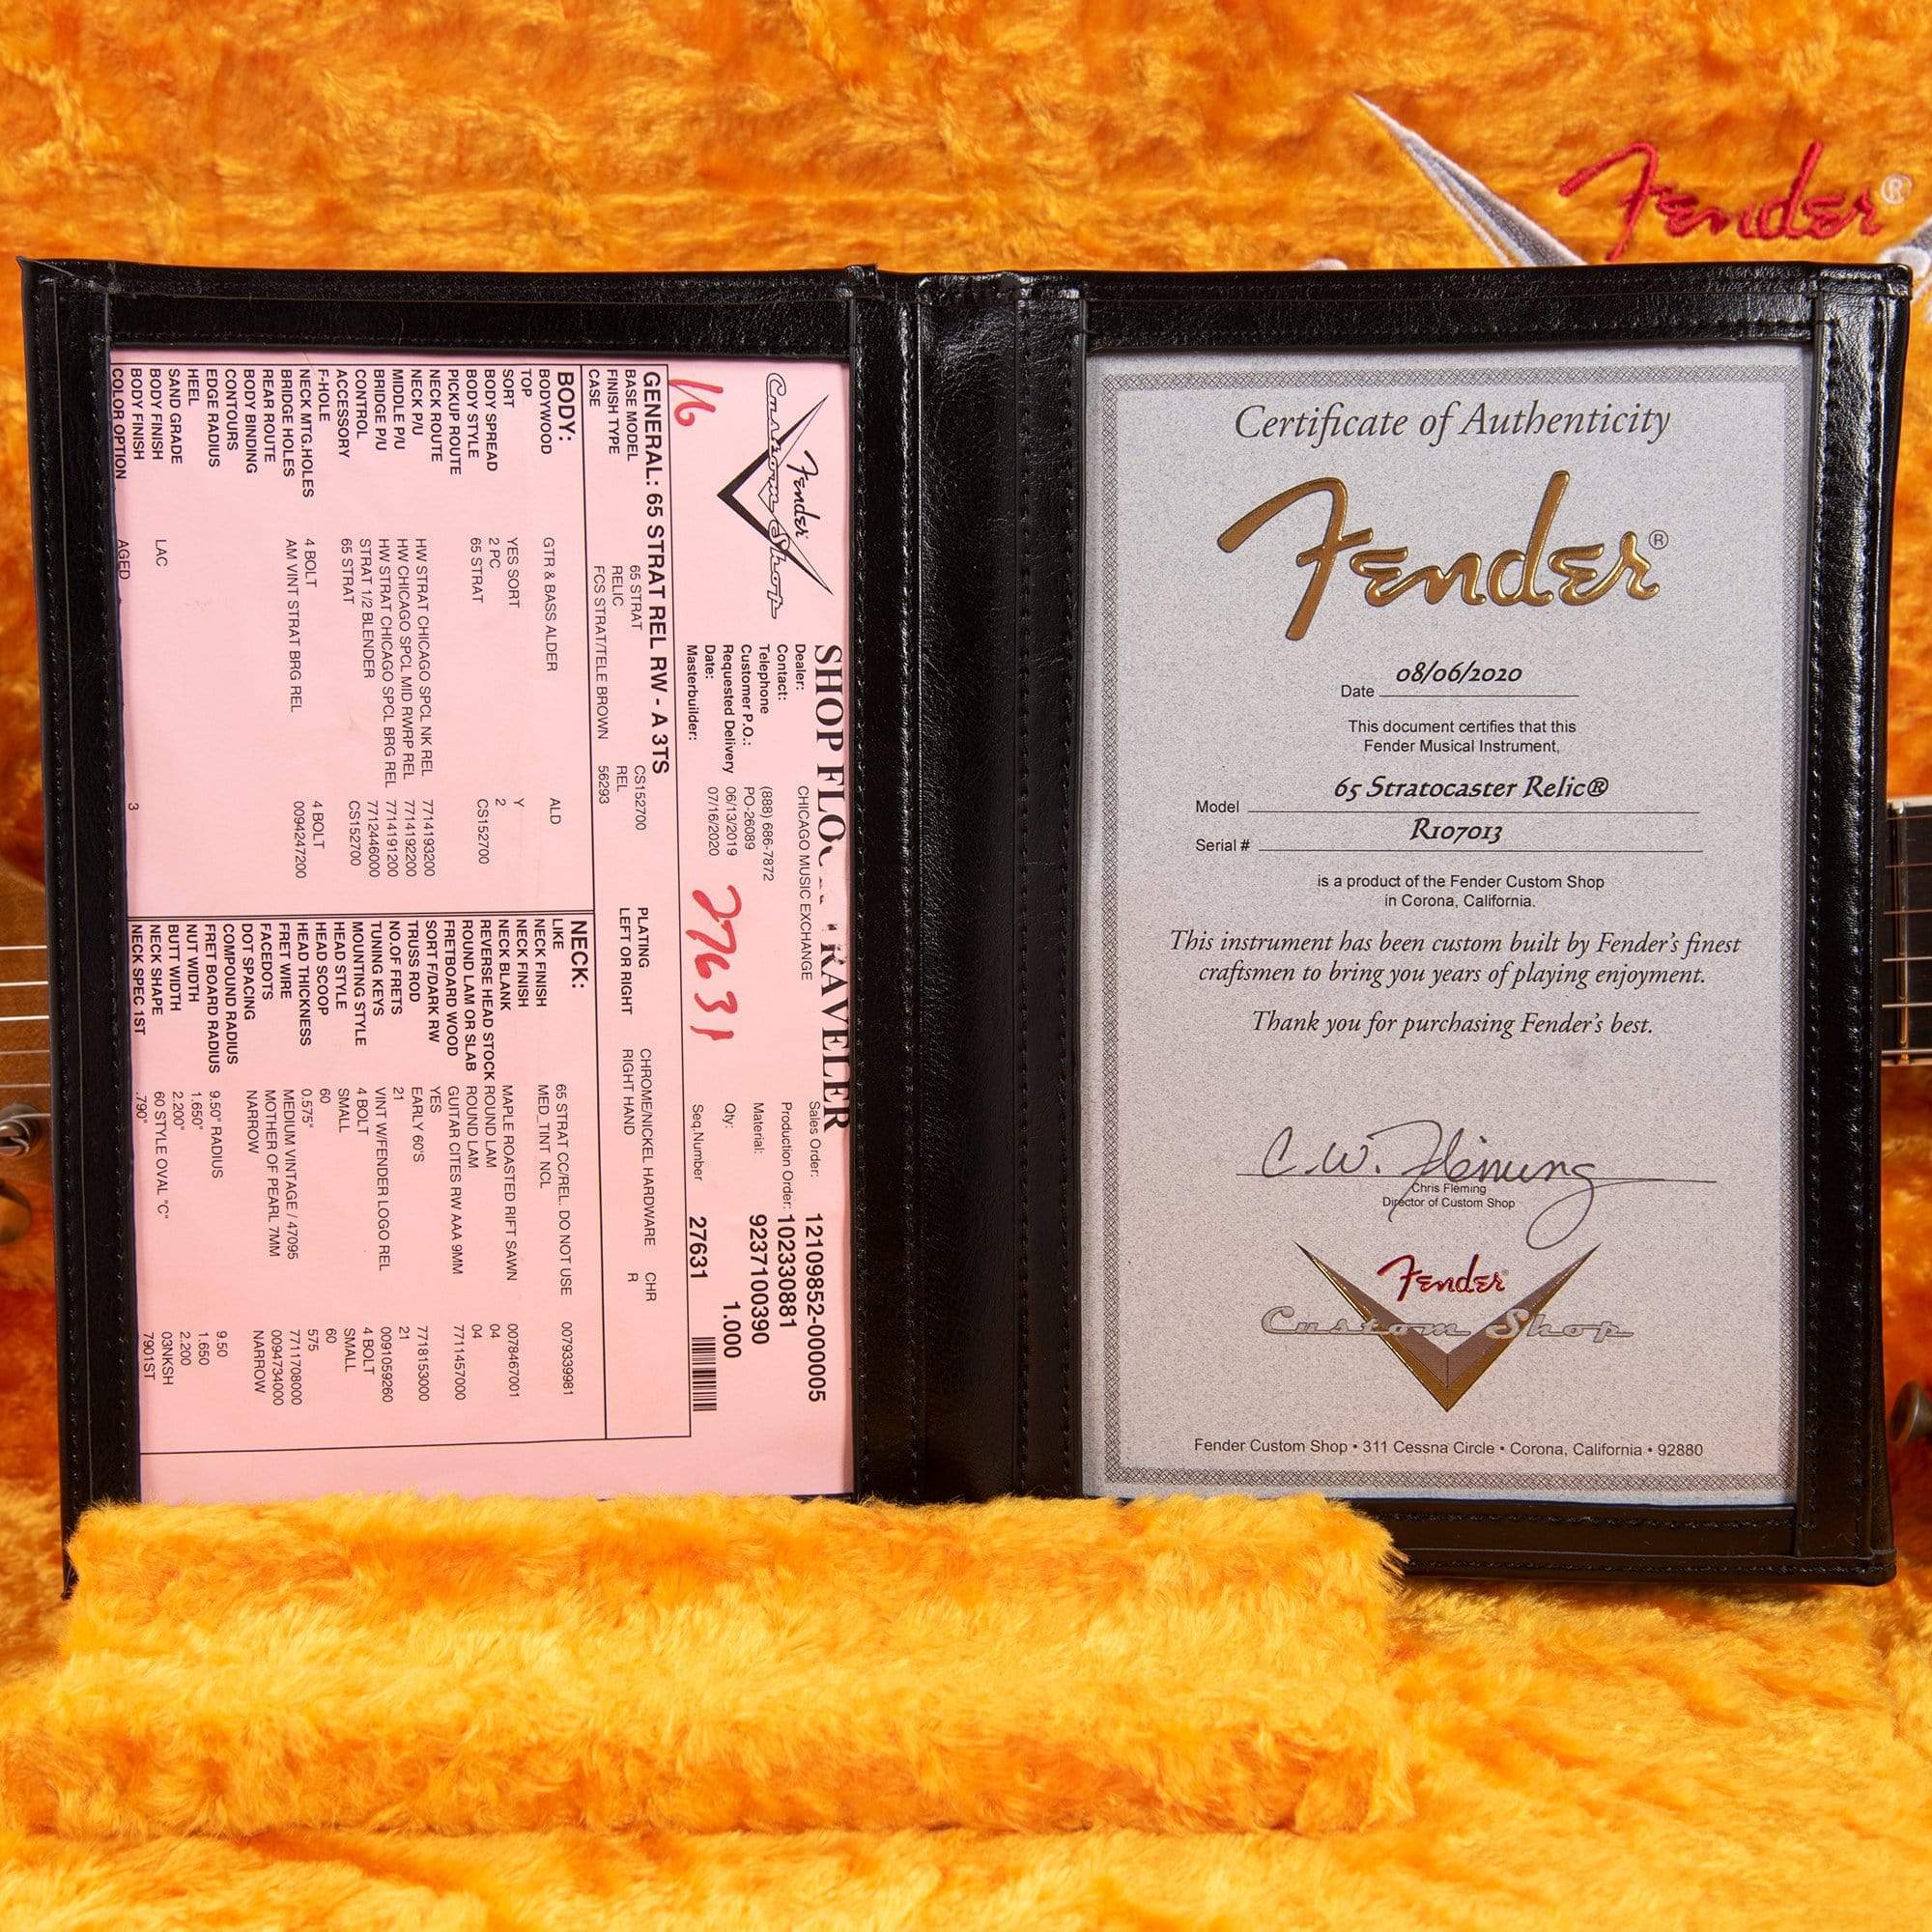 Fender®
Fender
Custom Shop
SHOP FLO TRAVELER
Dealer: CHICAGO MUSIC EXCHANGE
Contact:
Telephone (888) 686-7872
Customer P.O.: PO-26089
Requested Delivery 06/13/2019
Date: 07/16/2020
Masterbuilder:
Sales Order: 121098852-000005
Production Order: 102330881
Material: 9237100390
Qty: 1.000
Seq.Number 27631
16
27631
GENERAL: 65 STRAT REL RW - A 3TS
BASE MODEL 65 STRAT CS152700
FINISH TYPE RELIC REL
CASE FCS STRAT/TELE BROWN 56293
PLATING CHROME/NICKEL HARDWARE CHR
LEFT OR RIGHT RIGHT HAND R
BODY:
BODYWOOD GTR & BASS ALDER ALD
TOP
SORT YES SORT Y
BODY SPREAD 2 PC 2
BODY STYLE 65 STRAT CS152700
PICKUP ROUTE
NECK ROUTE
NECK P/U HW STRAT CHICAGO SPCL NK REL 7714193200
MIDDLE P/U HW CHICAGO SPCL MID RWRP REL 7714192200
BRIDGE P/U HW STRAT CHICAGO SPCL BRG REL 7714191200
CONTROL STRAT 1/2 BLENDER 7712446000
ACCESSORY 65 STRAT CS152700
F-HOLE
NECK MTG.HOLES 4 BOLT 4 BOLT
BRIDGE HOLES AM VINT STRAT BRG REL 0094247200
REAR ROUTE
BODY BINDING
CONTOURS
EDGE RADIUS
HEEL
SAND GRADE
BODY FINISH LAC
BODY FINISH 3
COLOR OPTION AGED
NECK:
LIKE 65 STRAT CC/REL. DO NOT USE 0079339981
NECK FINISH MED_TINT NCL
NECK FINISH
NECK BLANK MAPLE ROASTED RIFT SAWN 0078467001
REVERSE HEAD STOCK ROUND LAM 04
ROUND LAM OR SLAB ROUND LAM 04
FRETBOARD WOOD GUITAR CITES RW AAA 9MM 7711457000
SORT F/DARK RW YES
TRUSS ROD EARLY 60'S 7718153000
NO.OF FRETS 21 21
TUNING KEYS VINT W/FENDER LOGO REL 0091059260
MOUNTING STYLE 4 BOLT 4 BOLT
HEAD STYLE SMALL SMALL
HEAD SCOOP 60 60
HEAD THICKNESS 0.575" 575
FRET WIRE MEDIUM VINTAGE / 47095 7711708000
FACEDOTS MOTHER OF PEARL 7MM 0094734000
DOT SPACING NARROW NARROW
COMPOUND RADIUS
FRET BOARD RADIUS 9.50" RADIUS 9.50
NUT WIDTH 1.650" 1.650
BUTT WIDTH 2.200" 2.200
NECK SHAPE 60 STYLE OVAL "C" 03NKSH
NECK SPEC 1ST .790" 7901ST
Certificate of Authenticity
Fender®
08/06/2020
Date
This document certifies that this
Fender Musical Instrument,
65 Stratocaster Relic®
Model
R107013
Serial #
is a product of the Fender Custom Shop
in Corona, California.
This instrument has been custom built by Fender's finest
craftsmen to bring you years of playing enjoyment.
Thank you for purchasing Fender's best.
C.W. Fleming
Chris Fleming
Director of Custom Shop
Fender
Custom Shop
Fender Custom Shop • 311 Cessna Circle • Corona, California • 92880